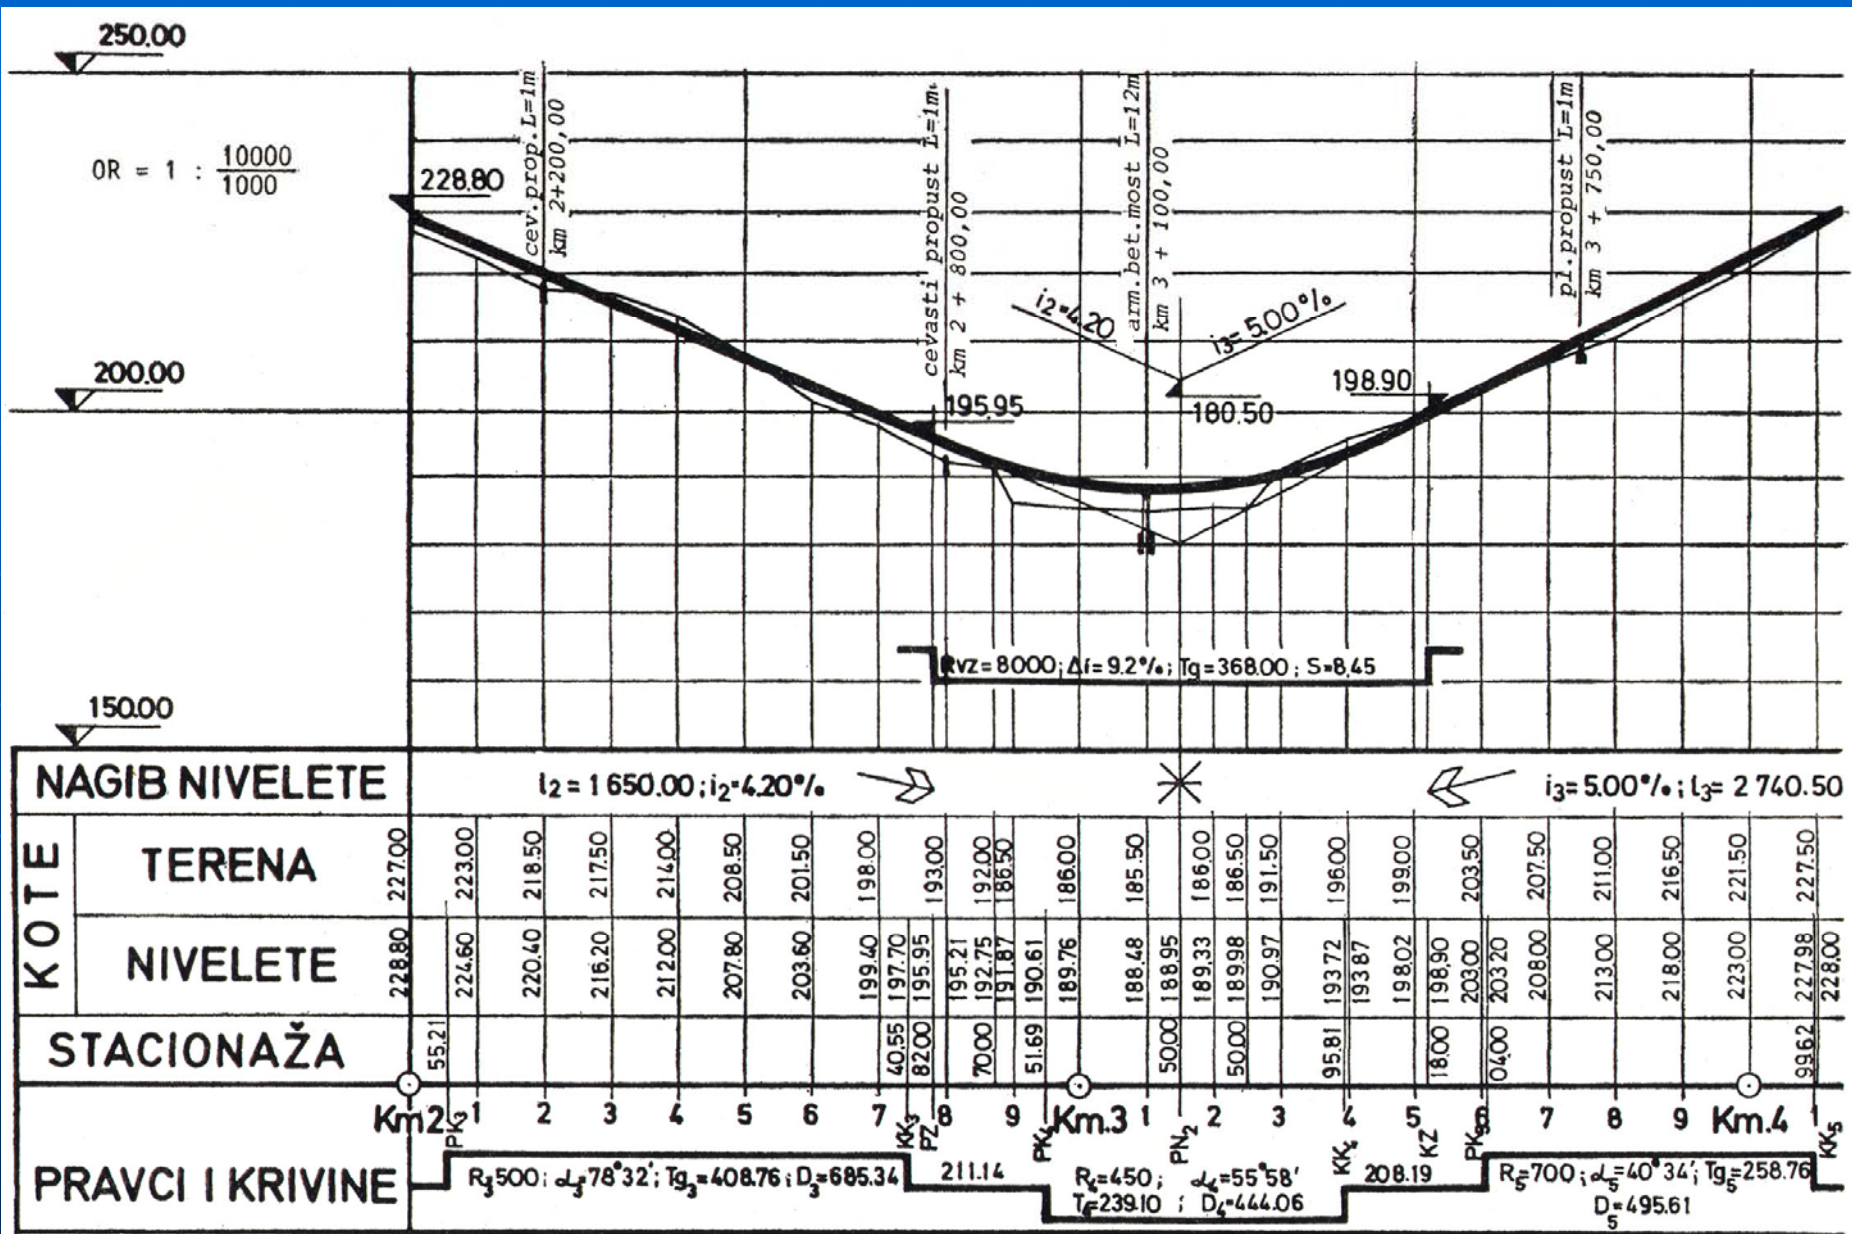 250.00
OR = 1 : 10000
1000
228.80
cev.prop.L=1m
km 2+200,00
cevasti propust L=1m
km 2 + 800,00
arm.bet.most L=12m
km 3 + 100,00
pl.propust L=1m
km 3 + 750,00
i2=4.20
i3=5.00%
200.00
195.95
180.50
198.90
Rvz=8000; Δi=9.2%; Tg=368.00; S=8.45
150.00
NAGIB NIVELETE
l2 = 1650.00; i2=4.20%
i3=5.00%; l3= 2 740.50
KOTE
TERENA
227.00 223.00 218.50 217.50 214.00 208.50 201.50 198.00 193.00 192.00 186.50 186.00 185.50 186.00 186.50 191.50 196.00 199.00 203.50 207.50 211.00 216.50 221.50 227.50
NIVELETE
228.80 224.60 220.40 216.20 212.00 207.80 203.60 199.40 197.70 195.95 195.21 192.75 191.87 190.61 189.76 188.48 188.95 189.33 189.98 190.97 193.72 193.87 198.02 198.90 203.00 203.20 208.00 213.00 218.00 223.00 227.98 228.00
STACIONAŽA
55.21 40.55 82.00 70.00 51.69 50.00 50.00 95.81 18.00 04.00 99.62
Km2 1 2 3 4 5 6 7 8 9 Km.3 1 2 3 4 5 6 7 8 9 Km.4 1
PK3 KK3 PZ PK4 PN2 KK4 KZ PK5 KK5
PRAVCI I KRIVINE
R3=500; α3=78°32'; Tg3=408.76; D3=685.34
211.14
R4=450; α4=55°58'
T4=239.10 ; D4=444.06
208.19
R5=700; α5=40°34'; Tg5=258.76
D5=495.61